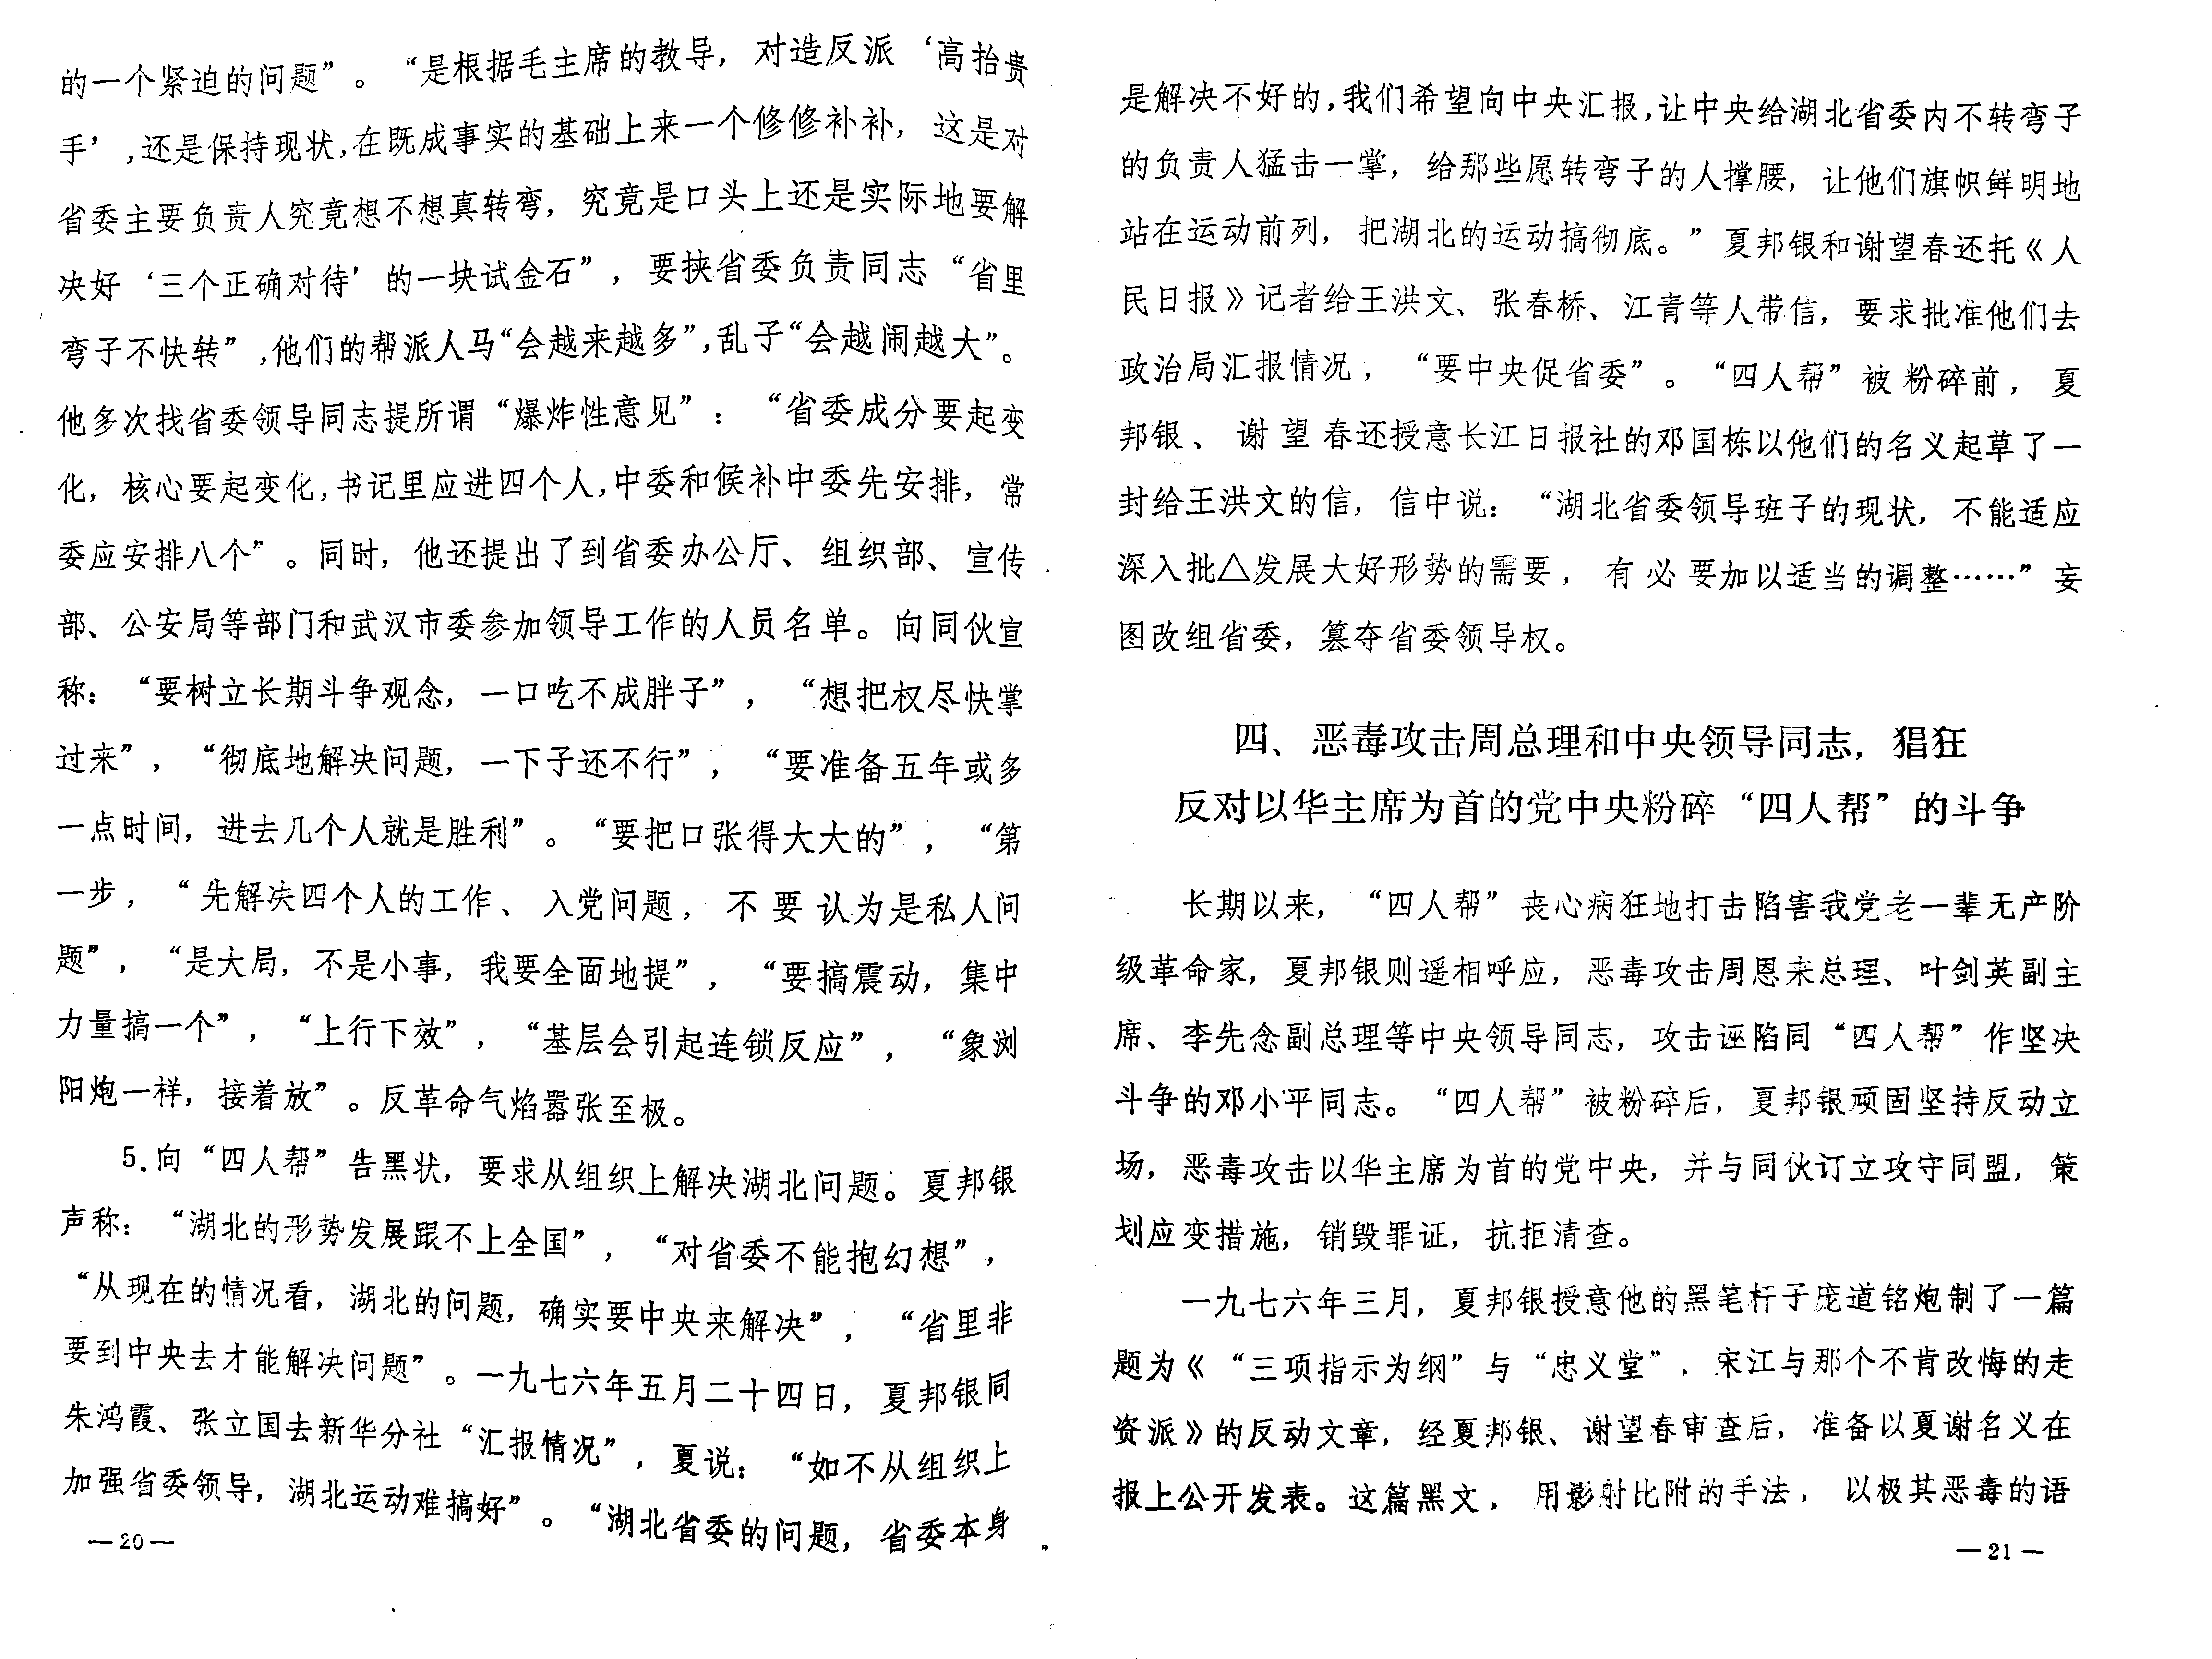 的一个紧迫的问题”。“是根据毛主席的教导，对造反派‘高抬贵
手’,还是保持现状,在既成事实的基础上来一个修修补补，这是对
省委主要负责人究竟想不想真转弯，究竟是口头上还是实际地要解
决好‘三个正确对待’的一块试金石”，要挟省委负责同志“省里
弯子不快转”,他们的帮派人马“会越来越多”,乱子“会越闹越大”。
他多次找省委领导同志提所谓“爆炸性意见”：“省委成分要起变
化，核心要起变化,书记里应进四个人,中委和候补中委先安排，常
委应安排八个”。同时，他还提出了到省委办公厅、组织部、宣传
部、公安局等部门和武汉市委参加领导工作的人员名单。向同伙宣
称：“要树立长期斗争观念，一口吃不成胖子”，“想把权尽快掌
过来”，“彻底地解决问题，一下子还不行”，“要准备五年或多
一点时间，进去几个人就是胜利”。“要把口张得大大的”，“第
一步，“先解决四个人的工作、入党问题，不要认为是私人问
题”，“是大局，不是小事，我要全面地提”，“要搞震动，集中
力量搞一个”，“上行下效”，“基层会引起连锁反应”，“象浏
阳炮一样，接着放”。反革命气焰嚣张至极。
5.向“四人帮”告黑状，要求从组织上解决湖北问题。夏邦银
声称：“湖北的形势发展跟不上全国”，“对省委不能抱幻想”，
“从现在的情况看，湖北的问题，确实要中央来解决”，“省里非
要到中央去才能解决问题”。一九七六年五月二十四日，夏邦银同
朱鸿霞、张立国去新华分社“汇报情况”，夏说：“如不从组织上
加强省委领导，湖北运动难搞好”。“湖北省委的问题，省委本身
—20—
是解决不好的,我们希望向中央汇报,让中央给湖北省委内不转弯子
的负责人猛击一掌，给那些愿转弯子的人撑腰，让他们旗帜鲜明地
站在运动前列，把湖北的运动搞彻底。”夏邦银和谢望春还托《人
民日报》记者给王洪文、张春桥、江青等人带信，要求批准他们去
政治局汇报情况，“要中央促省委”。“四人帮”被粉碎前，夏
邦银、谢望春还授意长江日报社的邓国栋以他们的名义起草了一
封给王洪文的信，信中说：“湖北省委领导班子的现状，不能适应
深入批△发展大好形势的需要，有必要加以适当的调整……”妄
图改组省委，篡夺省委领导权。
四、恶毒攻击周总理和中央领导同志，猖狂
反对以华主席为首的党中央粉碎“四人帮”的斗争
长期以来，“四人帮”丧心病狂地打击陷害我党老一辈无产阶
级革命家，夏邦银则遥相呼应，恶毒攻击周恩来总理、叶剑英副主
席、李先念副总理等中央领导同志，攻击诬陷同“四人帮”作坚决
斗争的邓小平同志。“四人帮”被粉碎后，夏邦银顽固坚持反动立
场，恶毒攻击以华主席为首的党中央，并与同伙订立攻守同盟，策
划应变措施，销毁罪证，抗拒清查。
一九七六年三月，夏邦银授意他的黑笔杆子庞道铭炮制了一篇
题为《“三项指示为纲”与“忠义堂”，宋江与那个不肯改悔的走
资派》的反动文章，经夏邦银、谢望春审查后，准备以夏谢名义在
报上公开发表。这篇黑文，用影射比附的手法，以极其恶毒的语
—21—